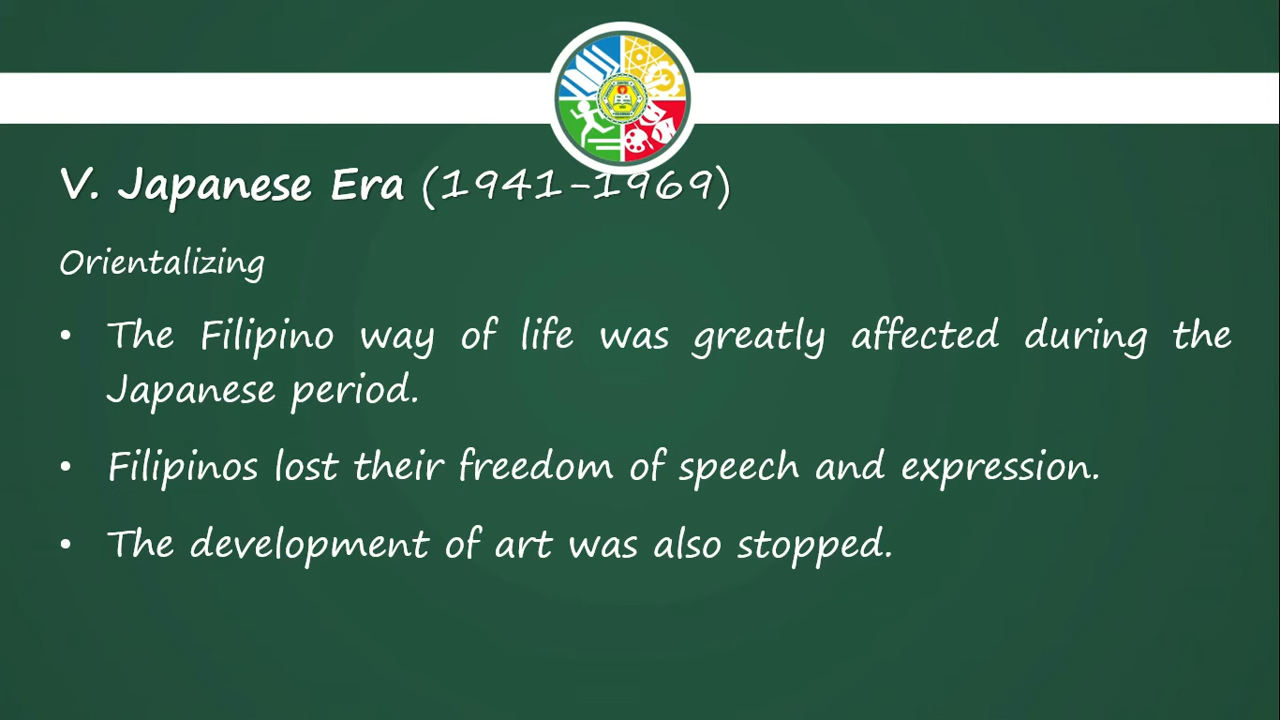 V. Japanese Era (1941-1969)
Orientalizing
• The Filipino way of life was greatly affected during the
Japanese period.
• Filipinos lost their freedom of speech and expression.
• The development of art was also stopped.